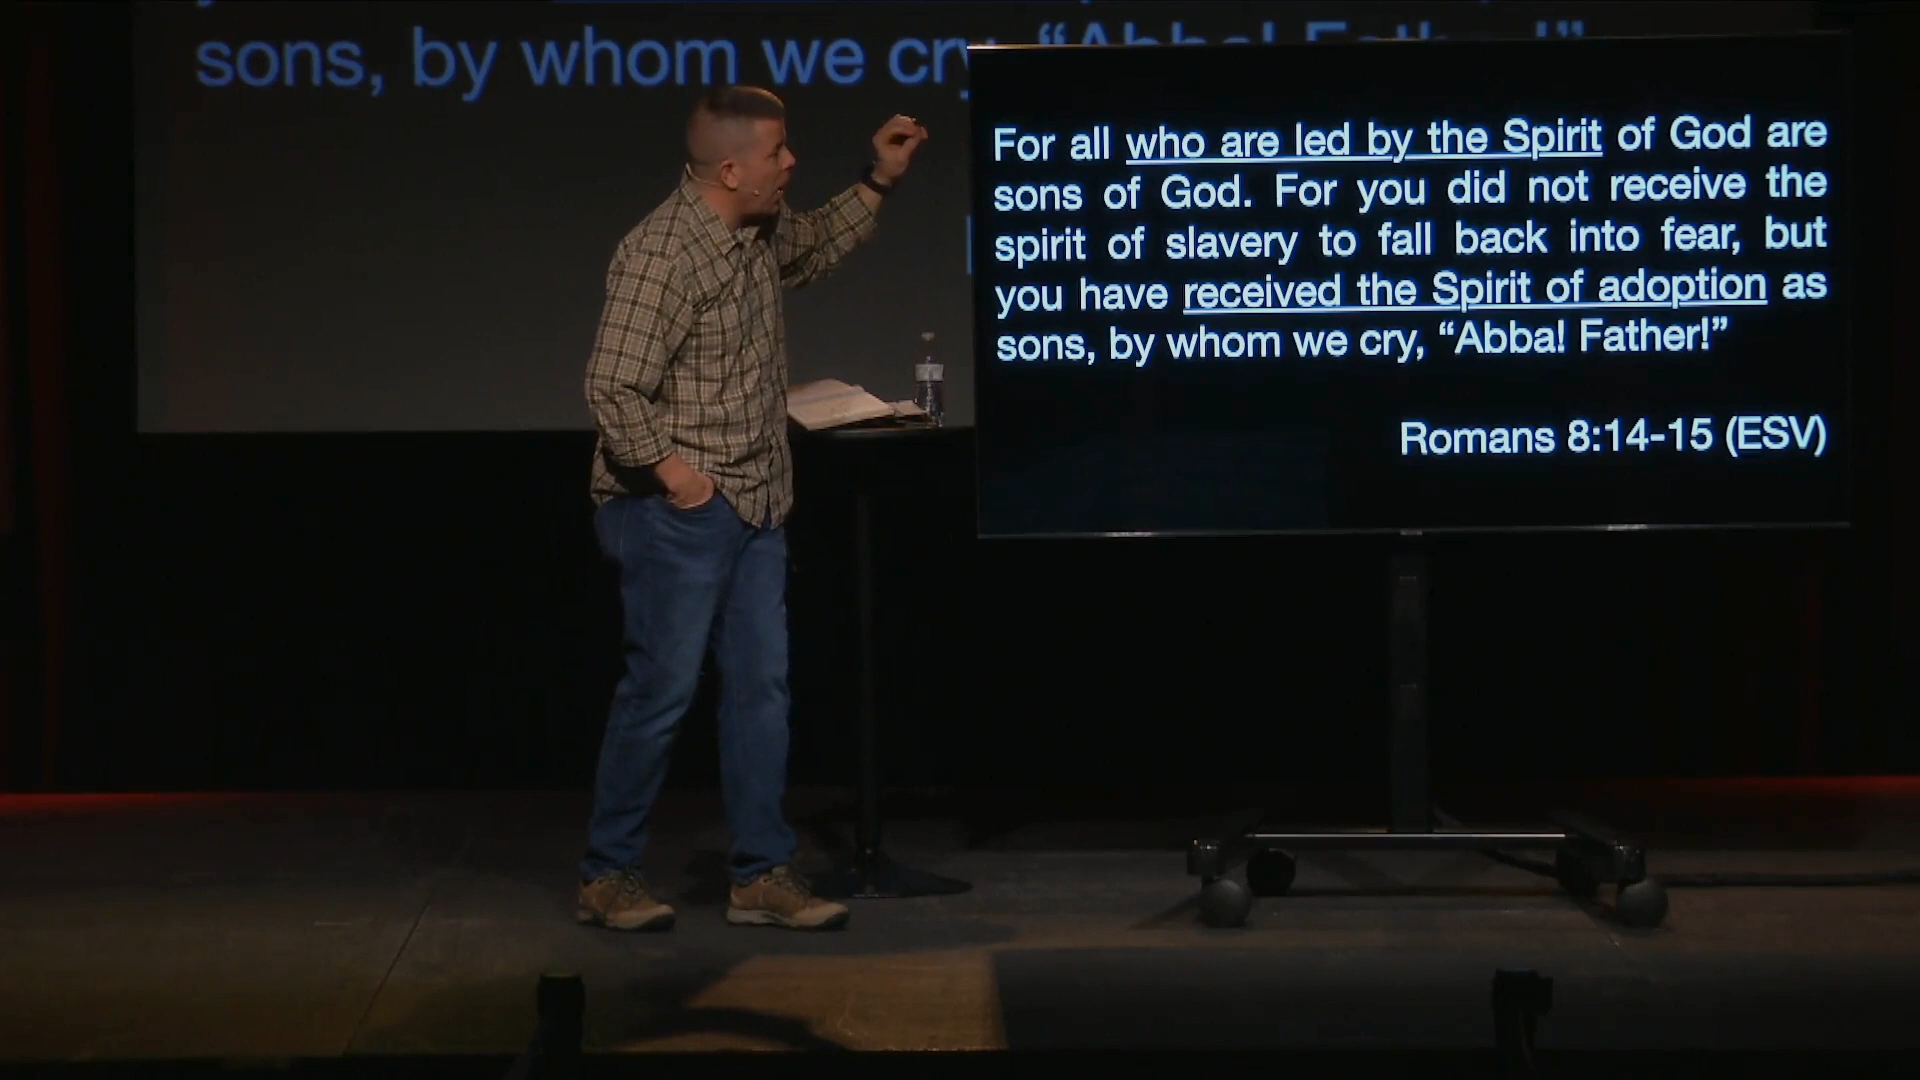 sons, by whom we cry, “Abba! Father!”
For all who are led by the Spirit of God are
sons of God. For you did not receive the
spirit of slavery to fall back into fear, but
you have received the Spirit of adoption as
sons, by whom we cry, “Abba! Father!”
Romans 8:14-15 (ESV)